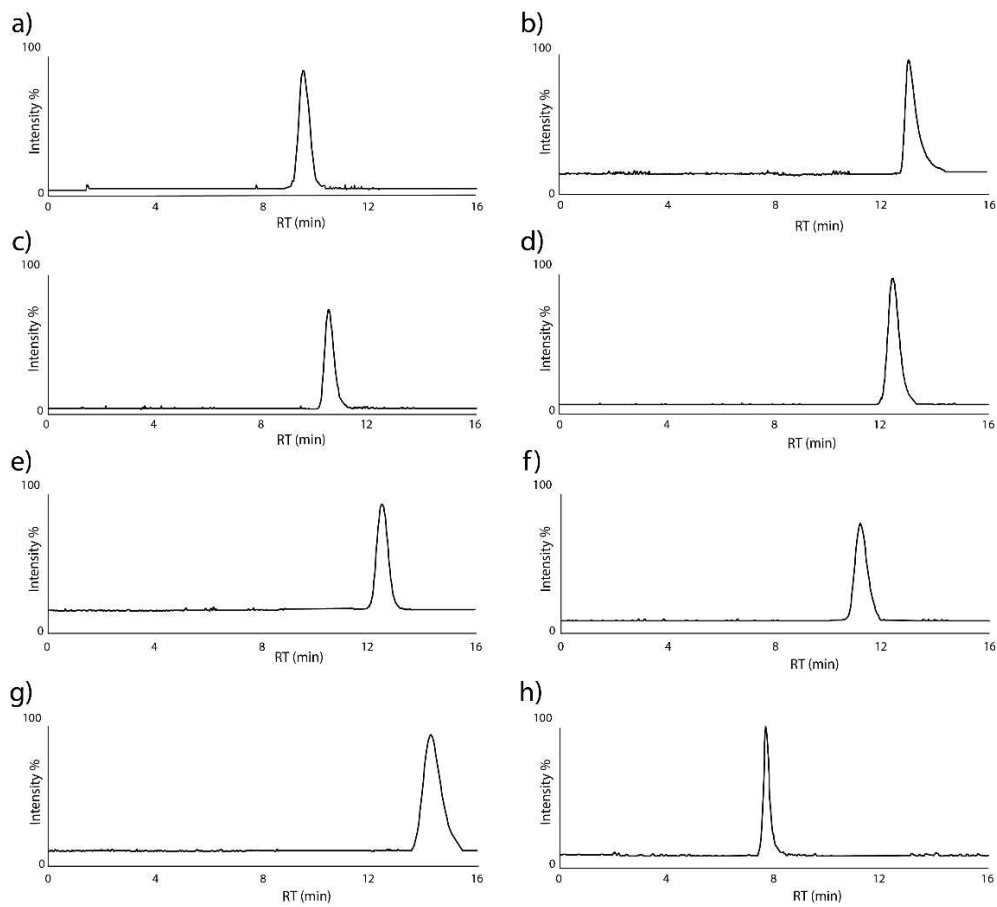 a)
100
Intensity %
0
0 4 8 12 16
RT (min)
b)
100
Intensity %
0
0 4 8 12 16
RT (min)
c)
100
Intensity %
0
0 4 8 12 16
RT (min)
d)
100
Intensity %
0
0 4 8 12 16
RT (min)
e)
100
Intensity %
0
0 4 8 12 16
RT (min)
f)
100
Intensity %
0
0 4 8 12 16
RT (min)
g)
100
Intensity %
0
0 4 8 12 16
RT (min)
h)
100
Intensity %
0
0 4 8 12 16
RT (min)